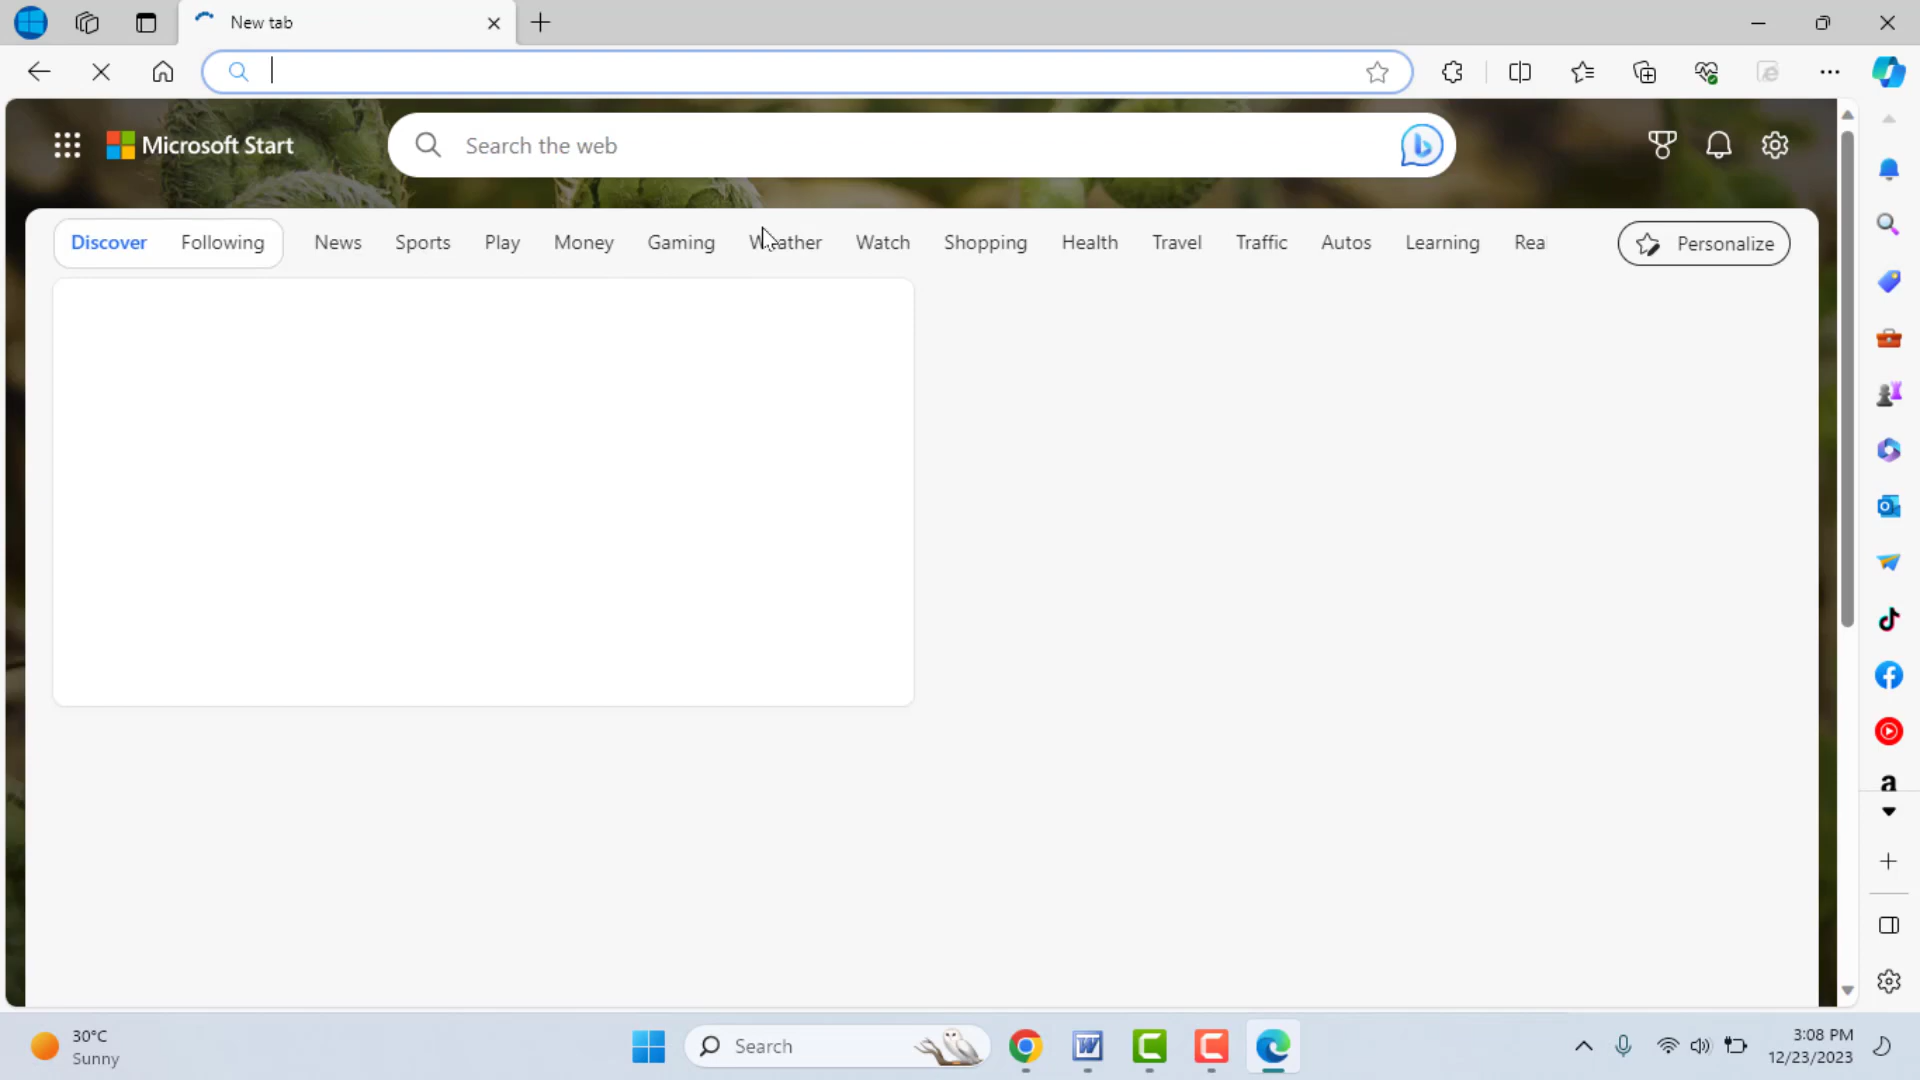 New tab
Microsoft Start
Search the web
Discover Following News Sports Play Money Gaming Weather Watch Shopping Health Travel Traffic Autos Learning Rea
Personalize
a
30°C
Sunny
Search
3:08 PM
12/23/2023